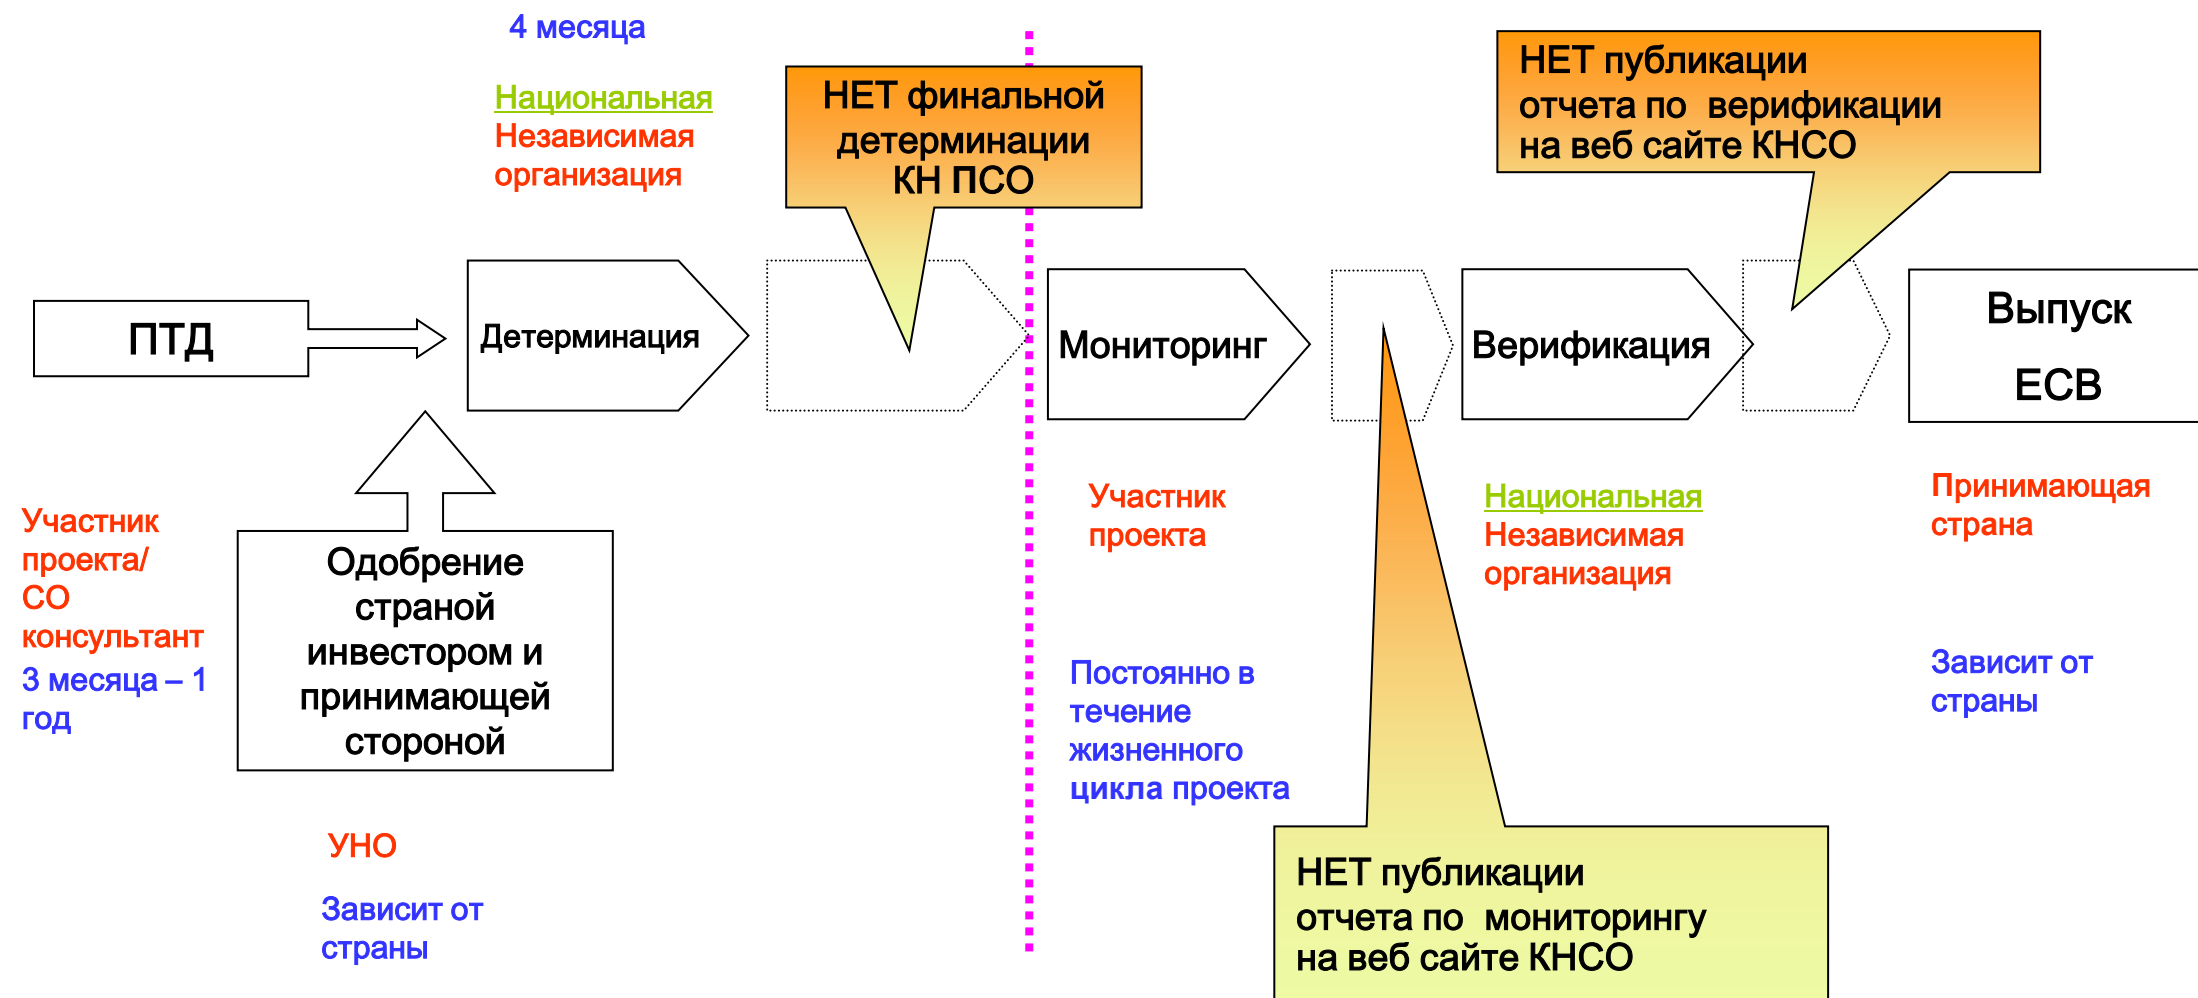 4 месяца
Национальная
Независимая
организация
НЕТ финальной
детерминации
КН ПСО
НЕТ публикации
отчета по верификации
на веб сайте КНСО
ПТД
Детерминация
Мониторинг
Верификация
Выпуск
ЕСВ
Участник
проекта/
СО
консультант
3 месяца – 1
год
Одобрение
страной
инвестором и
принимающей
стороной
УНО
Зависит от
страны
Участник
проекта
Постоянно в
течение
жизненного
цикла проекта
Национальная
Независимая
организация
Принимающая
страна
Зависит от
страны
НЕТ публикации
отчета по мониторингу
на веб сайте КНСО